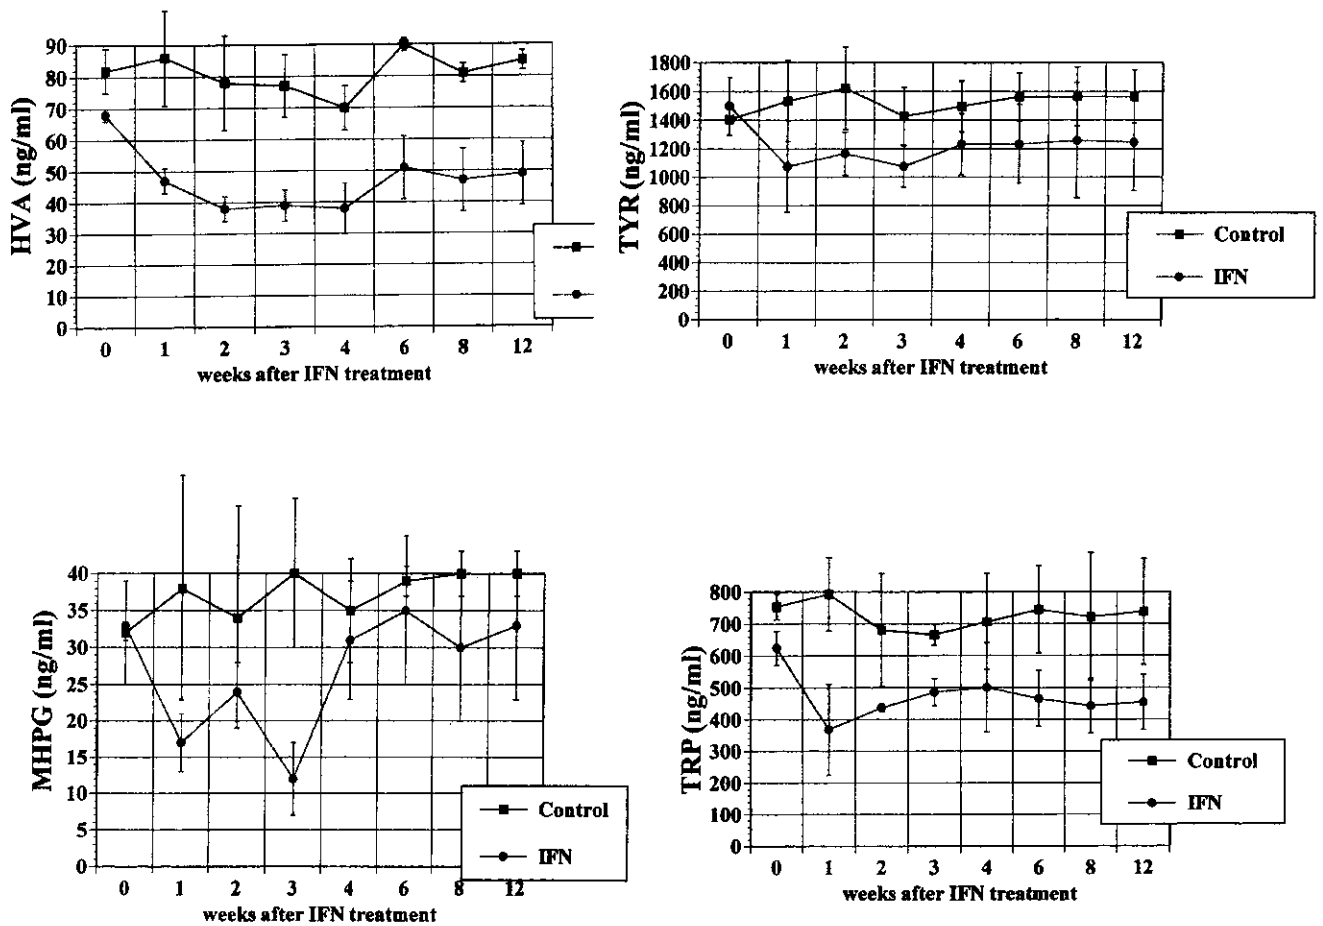 HVA (ng/ml)
90
80
70
60
50
40
30
20
10
0
0 1 2 3 4 6 8 12
weeks after IFN treatment
TYR (ng/ml)
1800
1600
1400
1200
1000
800
600
400
200
0
0 1 2 3 4 6 8 12
weeks after IFN treatment
Control
IFN
MHPG (ng/ml)
40
35
30
25
20
15
10
5
0
0 1 2 3 4 6 8 12
weeks after IFN treatment
Control
IFN
TRP (ng/ml)
800
700
600
500
400
300
200
100
0
0 1 2 3 4 6 8 12
weeks after IFN treatment
Control
IFN